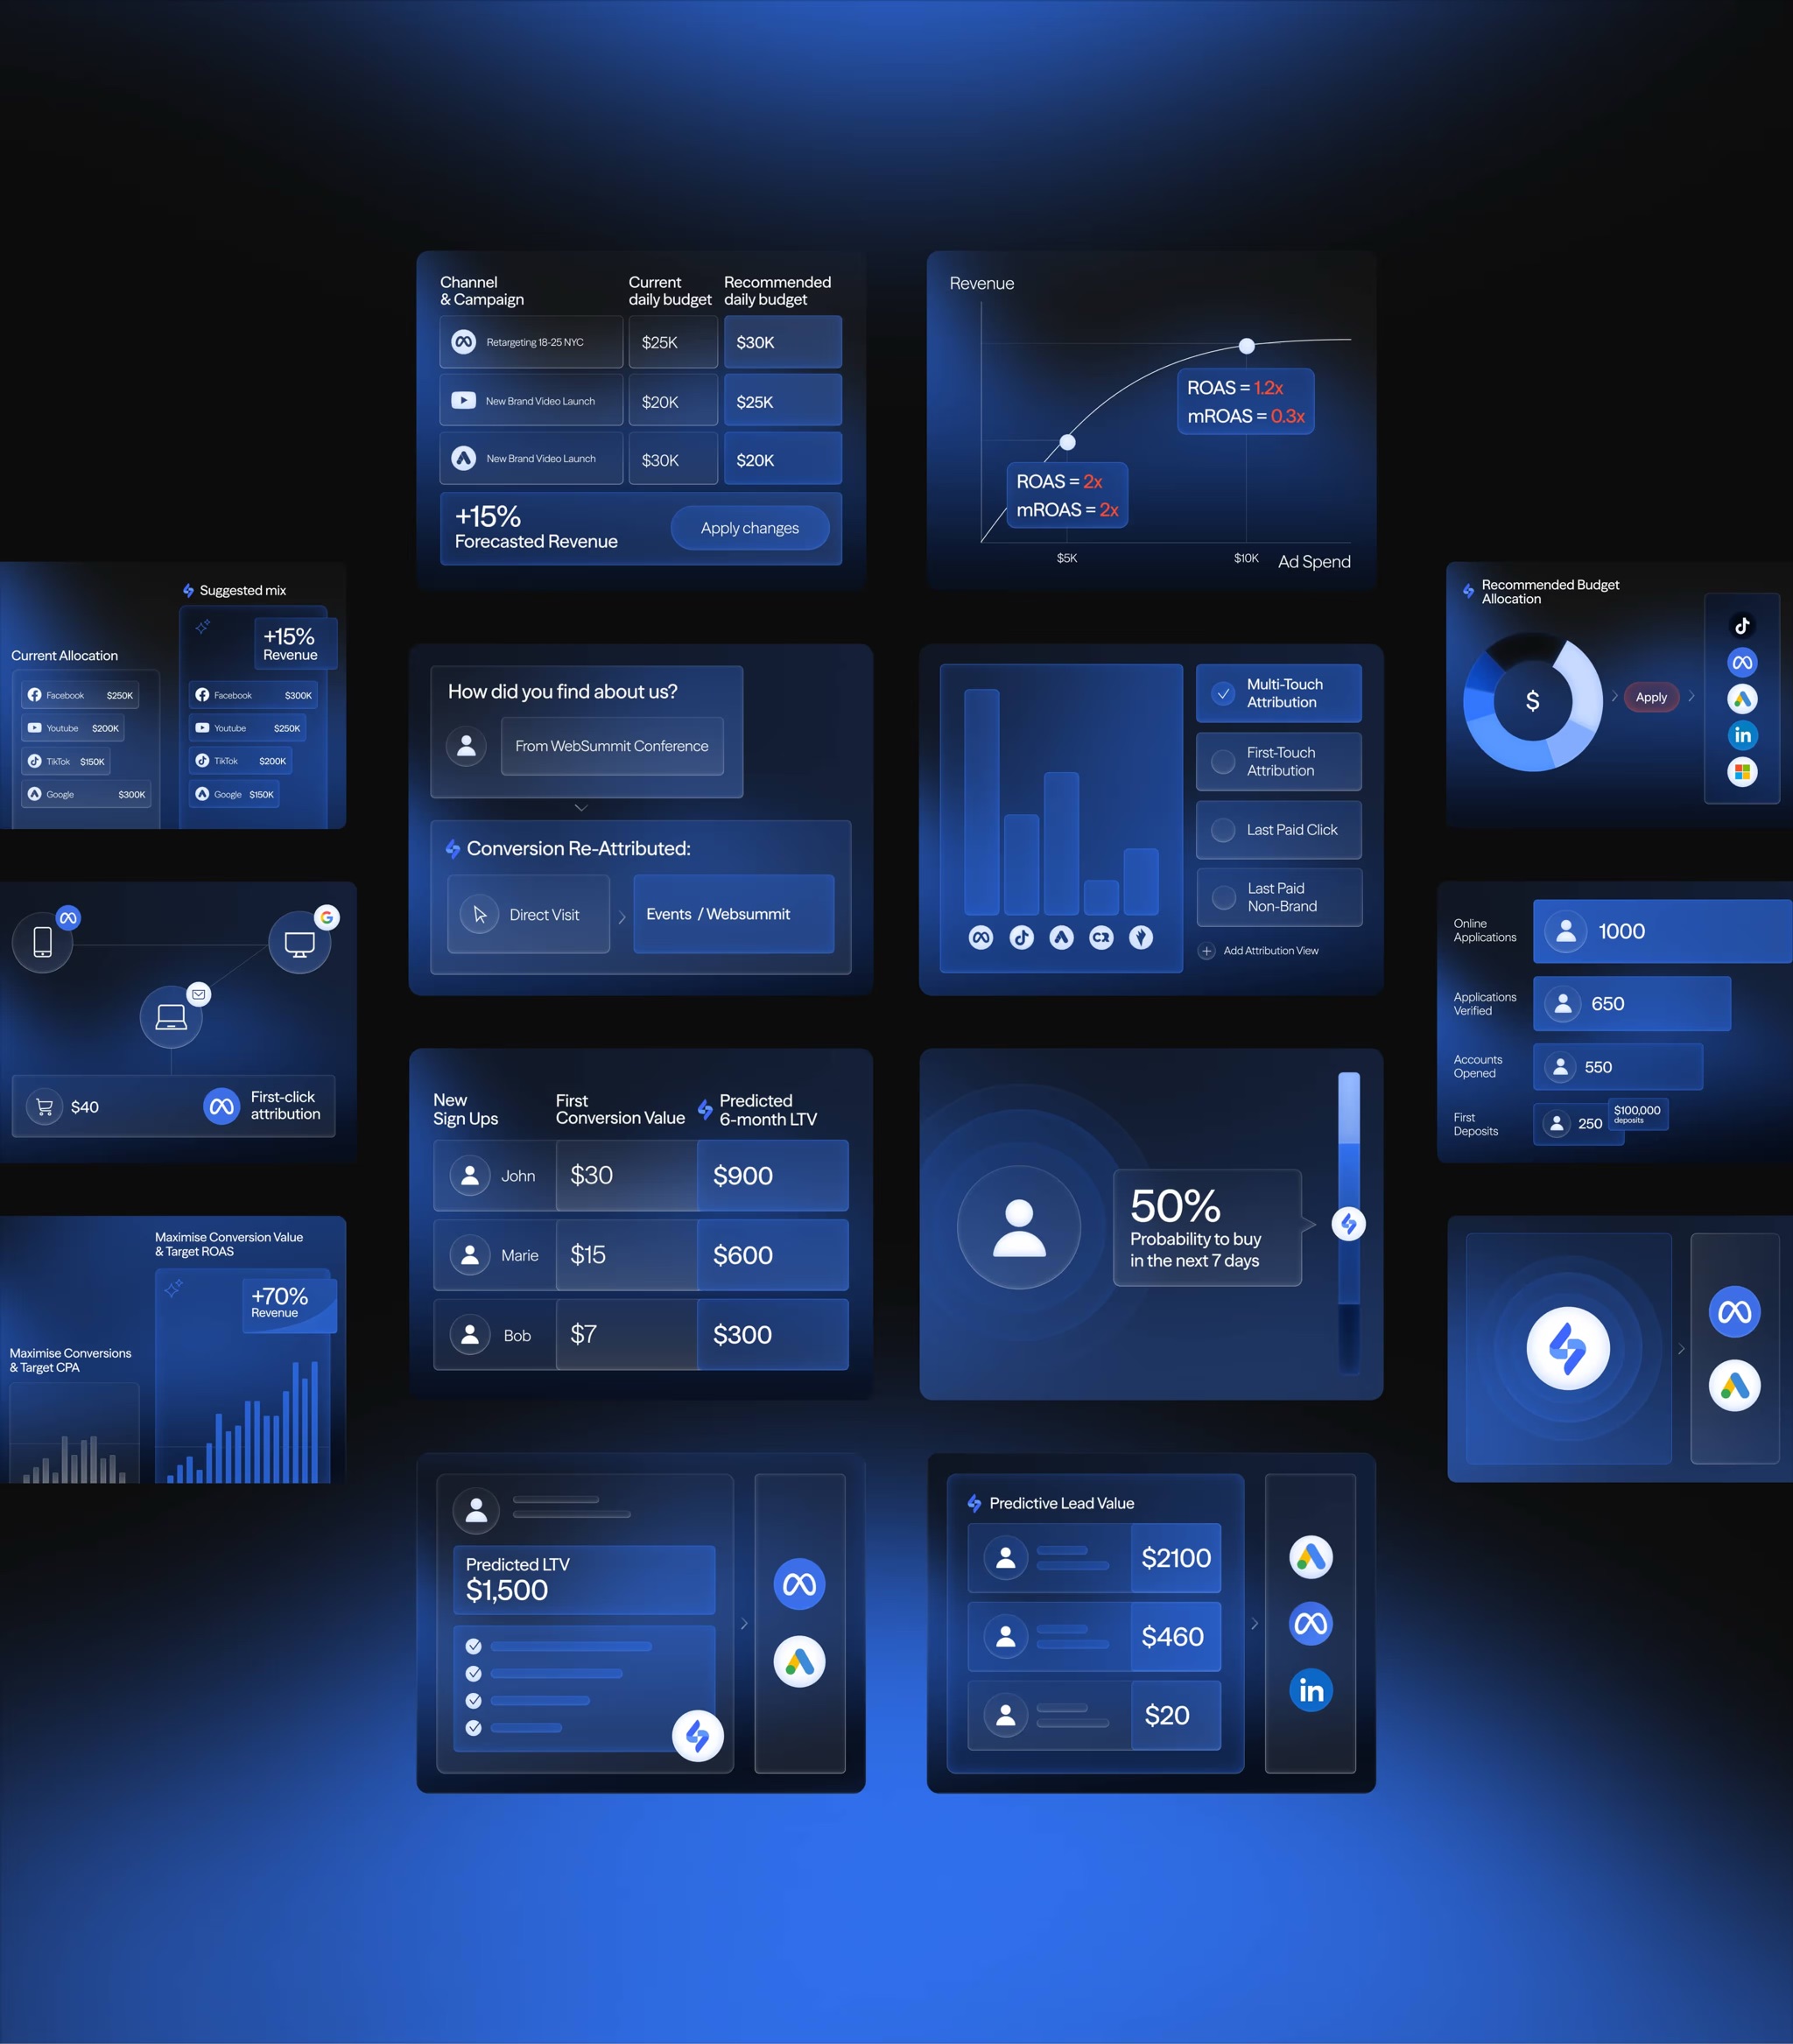 Channel
& Campaign
Current
daily budget
Recommended
daily budget
Retargeting 18-25 NYC
$25K
$30K
New Brand Video Launch
$20K
$25K
New Brand Video Launch
$30K
$20K
+15%
Forecasted Revenue
Apply changes
Revenue
ROAS = 1.2x
mROAS = 0.3x
ROAS = 2x
mROAS = 2x
$5K
$10K
Ad Spend
Suggested mix
+15%
Revenue
Current Allocation
Facebook $250K
Youtube $200K
TikTok $150K
Google $300K
Facebook $300K
Youtube $250K
TikTok $200K
Google $150K
How did you find about us?
From WebSummit Conference
Conversion Re-Attributed:
Direct Visit
Events / Websummit
Multi-Touch
Attribution
First-Touch
Attribution
Last Paid Click
Last Paid
Non-Brand
Add Attribution View
Recommended Budget
Allocation
$
Apply
in
$40
First-click
attribution
New
Sign Ups
First
Conversion Value
Predicted
6-month LTV
John
$30
$900
Marie
$15
$600
Bob
$7
$300
50%
Probability to buy
in the next 7 days
Online
Applications
1000
Applications
Verified
650
Accounts
Opened
550
First
Deposits
250
$100,000
deposits
Maximise Conversion Value
& Target ROAS
+70%
Revenue
Maximise Conversions
& Target CPA
Predicted LTV
$1,500
Predictive Lead Value
$2100
$460
$20
in